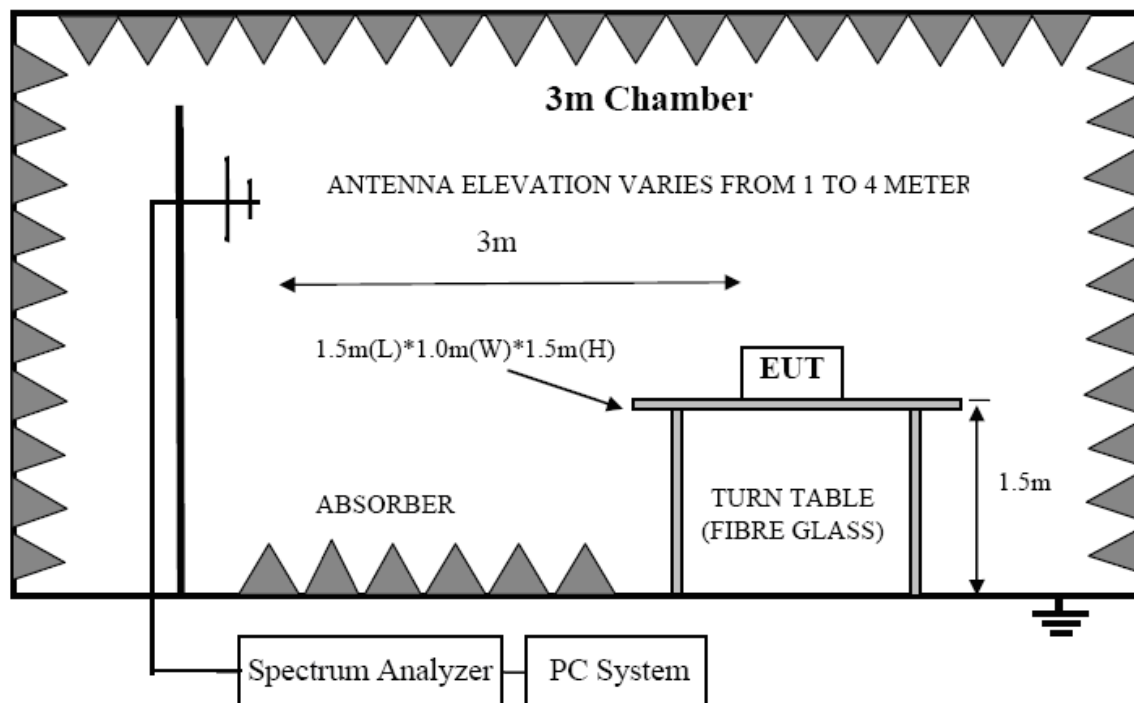 3m Chamber
ANTENNA ELEVATION VARIES FROM 1 TO 4 METER
3m
1.5m(L)*1.0m(W)*1.5m(H)
EUT
1.5m
ABSORBER
TURN TABLE
(FIBRE GLASS)
Spectrum Analyzer
PC System